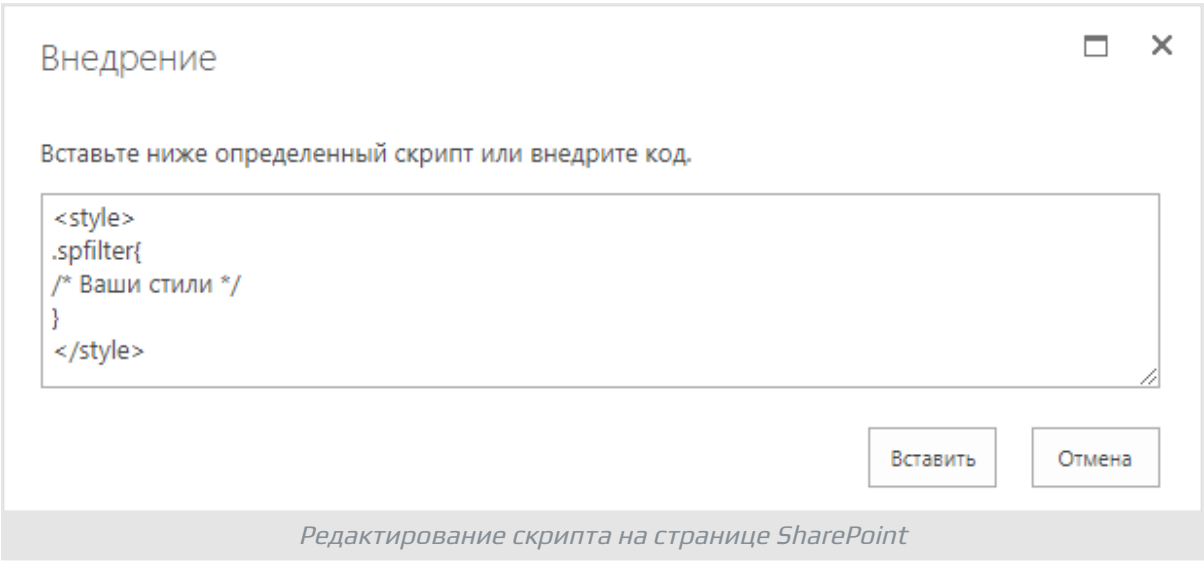 Внедрение
Вставьте ниже определенный скрипт или внедрите код.
<style>
.spfilter{
/* Ваши стили */
}
</style>
Вставить
Отмена
Редактирование скрипта на странице SharePoint